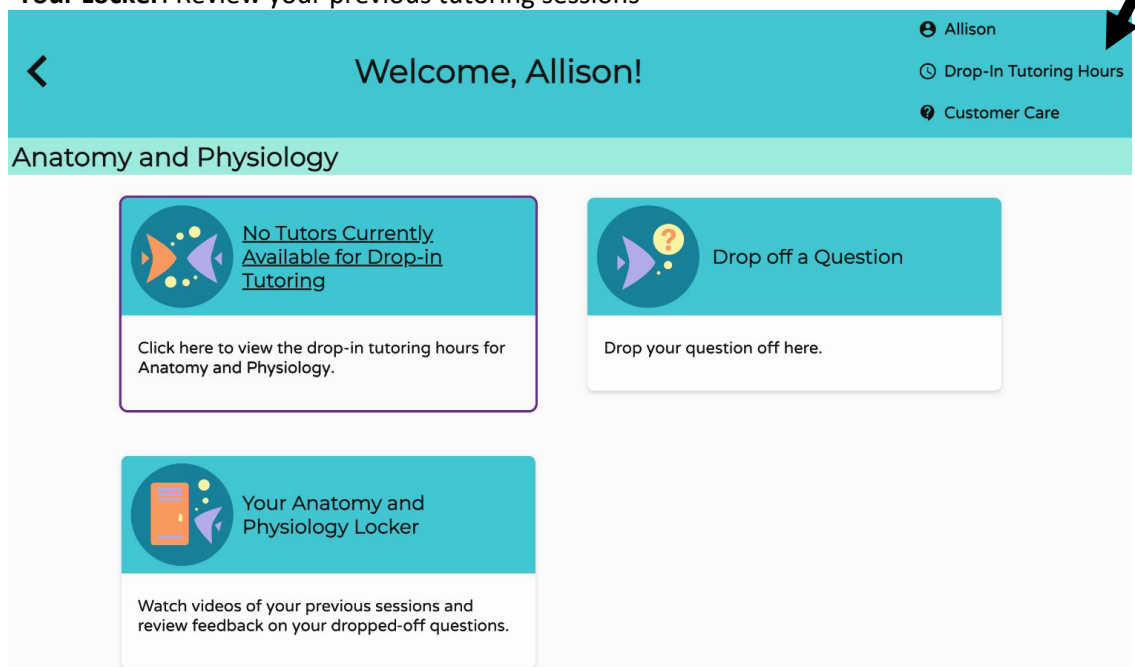 Your Locker: Review your previous tutoring sessions
Allison
Welcome, Allison!
Drop-In Tutoring Hours
Customer Care
Anatomy and Physiology
No Tutors Currently
Available for Drop-in
Tutoring
Click here to view the drop-in tutoring hours for
Anatomy and Physiology.
Drop off a Question
Drop your question off here.
Your Anatomy and
Physiology Locker
Watch videos of your previous sessions and
review feedback on your dropped-off questions.